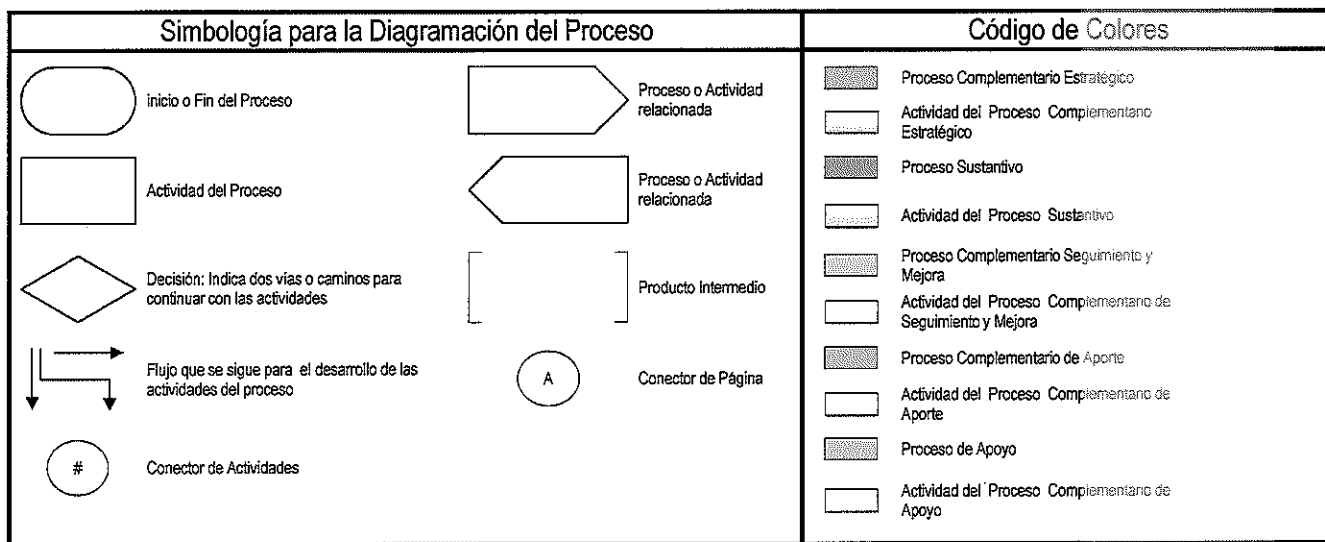 Simbología para la Diagramación del Proceso
inicio o Fin del Proceso
Proceso o Actividad
relacionada
Actividad del Proceso
Proceso o Actividad
relacionada
Decisión: Indica dos vías o caminos para
continuar con las actividades
Producto Intermedio
Flujo que se sigue para el desarrollo de las
actividades del proceso
A
Conector de Página
#
Conector de Actividades
Código de Colores
Proceso Complementario Estratégico
Actividad del Proceso Complementario
Estratégico
Proceso Sustantivo
Actividad del Proceso Sustantivo
Proceso Complementario Seguimiento y
Mejora
Actividad del Proceso Complementario de
Seguimiento y Mejora
Proceso Complementario de Aporte
Actividad del Proceso Complementario de
Aporte
Proceso de Apoyo
Actividad del Proceso Complementario de
Apoyo